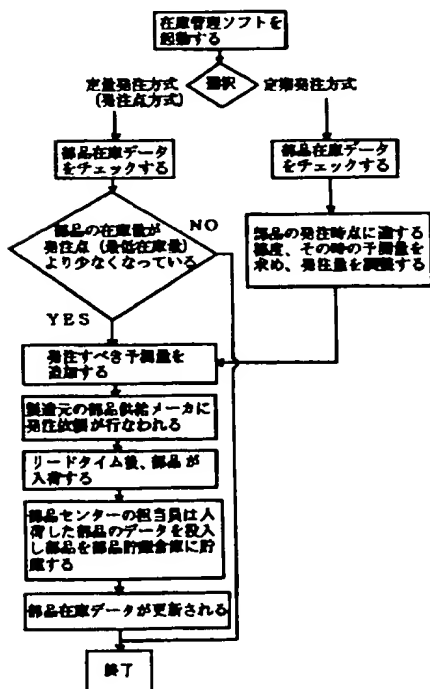 在庫管理ソフトを
起動する
選択
定量発注方式
(発注点方式)
定期発注方式
部品在庫データ
をチェックする
部品在庫データ
をチェックする
部品の在庫量が
発注点(最低在庫量)
より少なくなっている
NO
YES
部品の発注時点に達する
都度、その時の予測量を
求め、発注量を調整する
発注すべき予測量を
追加する
製造元の部品供給メーカに
発注依頼が行なわれる
リードタイム後、部品が
入荷する
部品センターの担当員は入
荷した部品のデータを投入
し部品を部品貯蔵倉庫に貯
蔵する
部品在庫データが更新される
終了